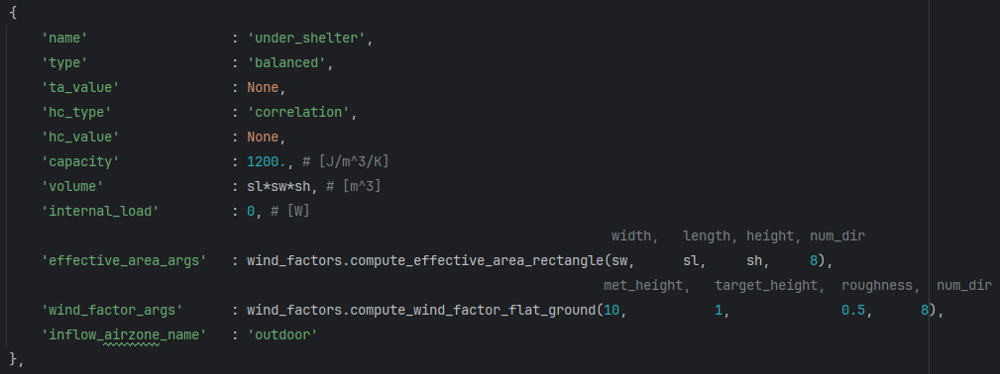 {
    'name'                  : 'under_shelter',
    'type'                  : 'balanced',
    'ta_value'              : None,
    'hc_type'               : 'correlation',
    'hc_value'              : None,
    'capacity'              : 1200., # [J/m^3/K]
    'volume'                : sl*sw*sh, # [m^3]
    'internal_load'         : 0, # [W]
                                                                        width,   length, height, num_dir
    'effective_area_args'   : wind_factors.compute_effective_area_rectangle(sw,      sl,     sh,     8),
                                                                       met_height,   target_height,  roughness,  num_dir
    'wind_factor_args'      : wind_factors.compute_wind_factor_flat_ground(10,           1,              0.5,      8),
    'inflow_airzone_name'   : 'outdoor'
},